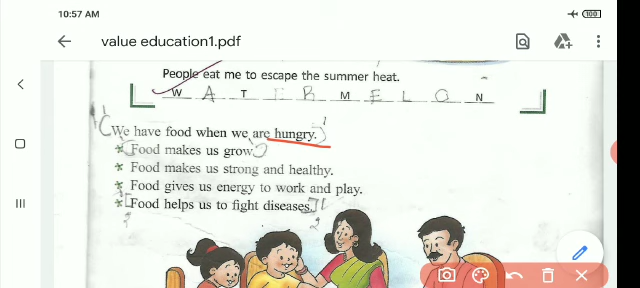 10:57 AM
100
value education1.pdf
People eat me to escape the summer heat.
W A T E R M E L O N
We have food when we are hungry.
* Food makes us grow
* Food makes us strong and healthy.
* Food gives us energy to work and play.
* Food helps us to fight diseases.